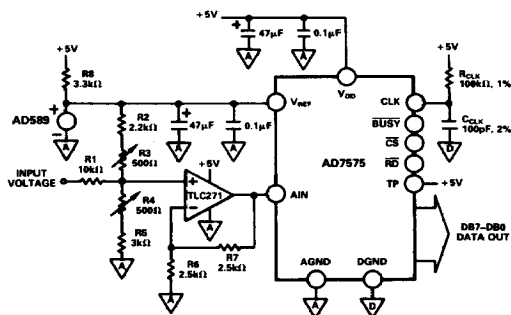 +5V
47μF
0.1μF
A
A
+5V
R8
3.3kΩ
AD589
+
−
A
R2
2.2kΩ
R3
500Ω
+
47μF
0.1μF
A
A
INPUT
VOLTAGE
R1
10kΩ
R4
500Ω
R5
3kΩ
A
+5V
+
−
TLC271
A
R6
2.5kΩ
R7
2.5kΩ
A
VREF
VDD
AIN
AD7575
CLK
BUSY
CS
RD
TP
+5V
+5V
RCLK
100kΩ, 1%
CCLK
100pF, 2%
D
DB7–DB0
DATA OUT
AGND
DGND
A
D